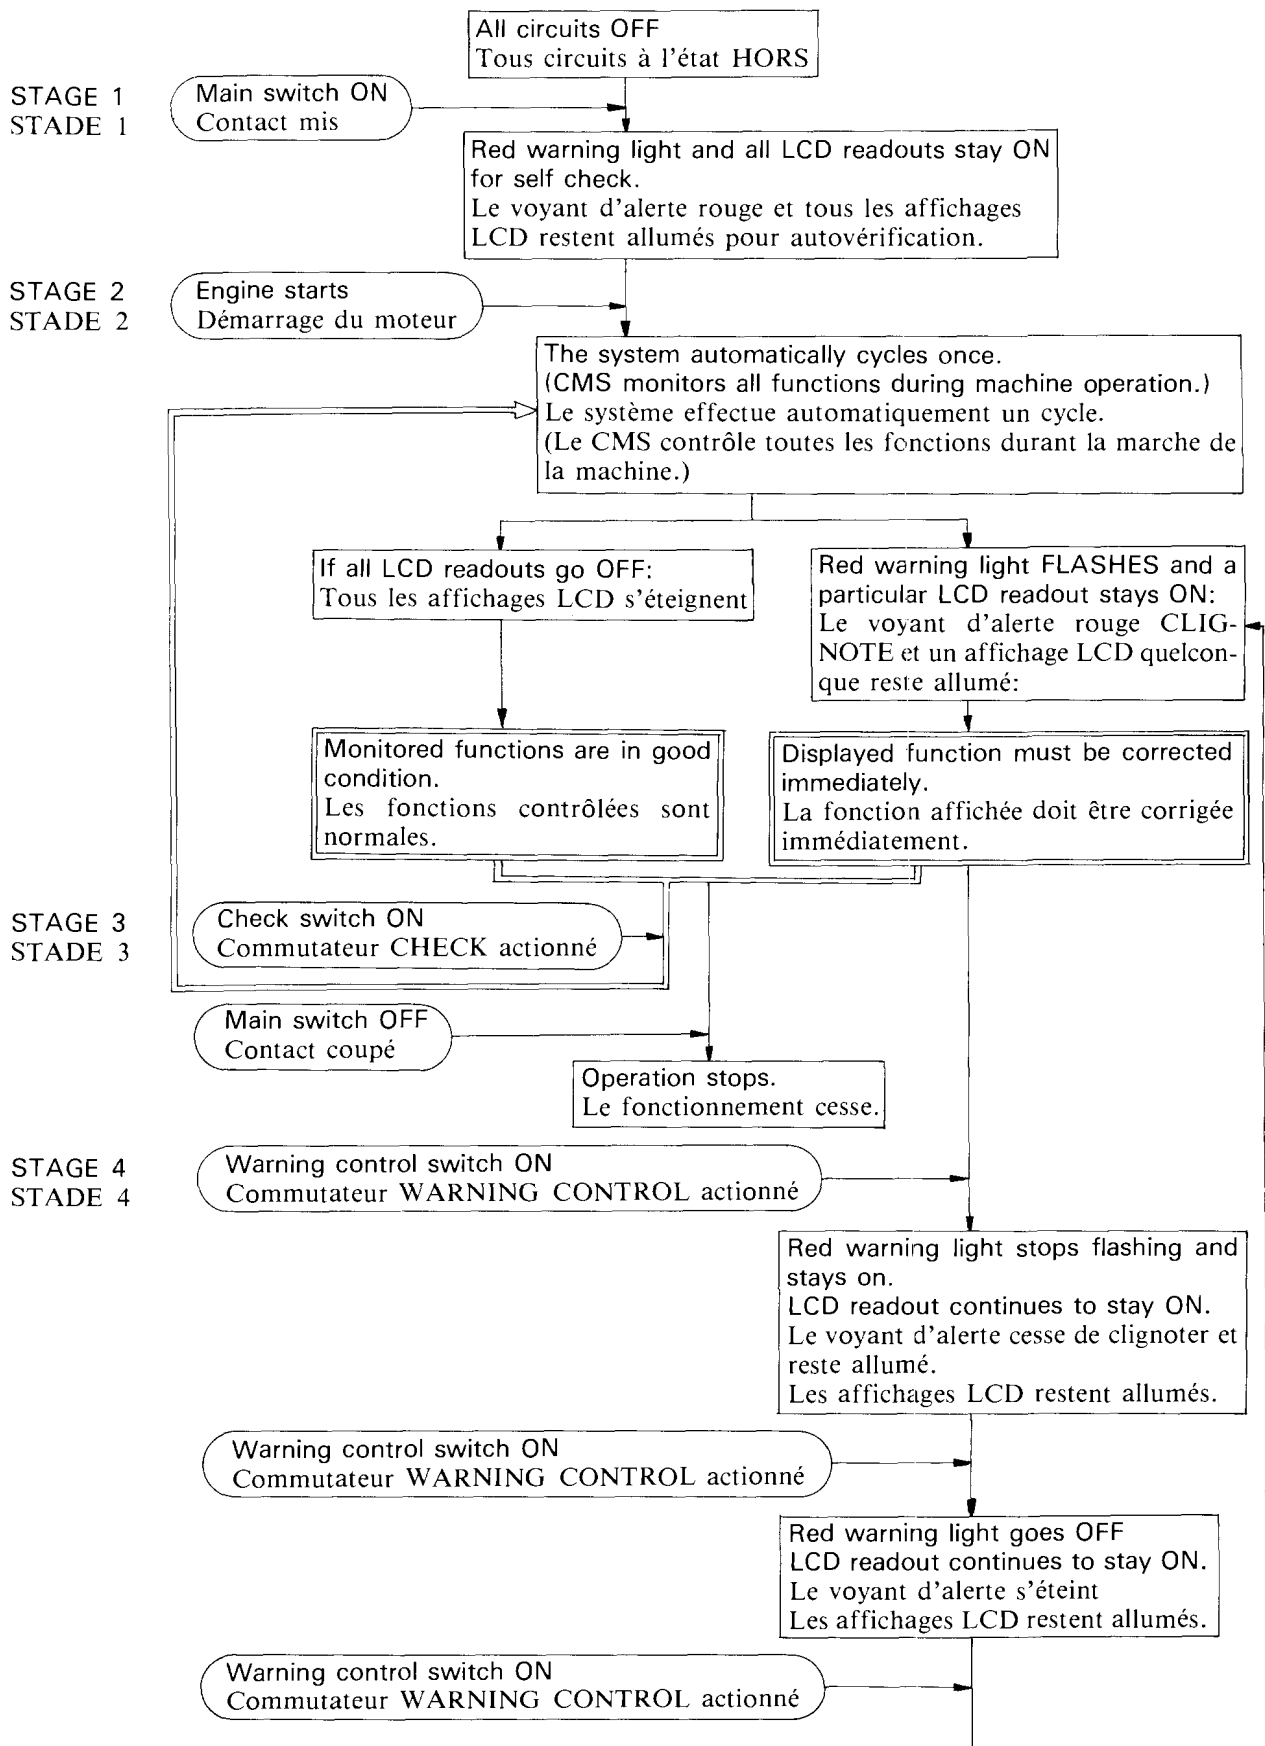 All circuits OFF
Tous circuits à l'état HORS
STAGE 1
STADE 1
Main switch ON
Contact mis
Red warning light and all LCD readouts stay ON
for self check.
Le voyant d'alerte rouge et tous les affichages
LCD restent allumés pour autovérification.
STAGE 2
STADE 2
Engine starts
Démarrage du moteur
The system automatically cycles once.
(CMS monitors all functions during machine operation.)
Le système effectue automatiquement un cycle.
(Le CMS contrôle toutes les fonctions durant la marche de
la machine.)
If all LCD readouts go OFF:
Tous les affichages LCD s'éteignent
Red warning light FLASHES and a
particular LCD readout stays ON:
Le voyant d'alerte rouge CLIG-
NOTE et un affichage LCD quelcon-
que reste allumé:
Monitored functions are in good
condition.
Les fonctions contrôlées sont
normales.
Displayed function must be corrected
immediately.
La fonction affichée doit être corrigée
immédiatement.
STAGE 3
STADE 3
Check switch ON
Commutateur CHECK actionné
Main switch OFF
Contact coupé
Operation stops.
Le fonctionnement cesse.
STAGE 4
STADE 4
Warning control switch ON
Commutateur WARNING CONTROL actionné
Red warning light stops flashing and
stays on.
LCD readout continues to stay ON.
Le voyant d'alerte cesse de clignoter et
reste allumé.
Les affichages LCD restent allumés.
Warning control switch ON
Commutateur WARNING CONTROL actionné
Red warning light goes OFF
LCD readout continues to stay ON.
Le voyant d'alerte s'éteint
Les affichages LCD restent allumés.
Warning control switch ON
Commutateur WARNING CONTROL actionné